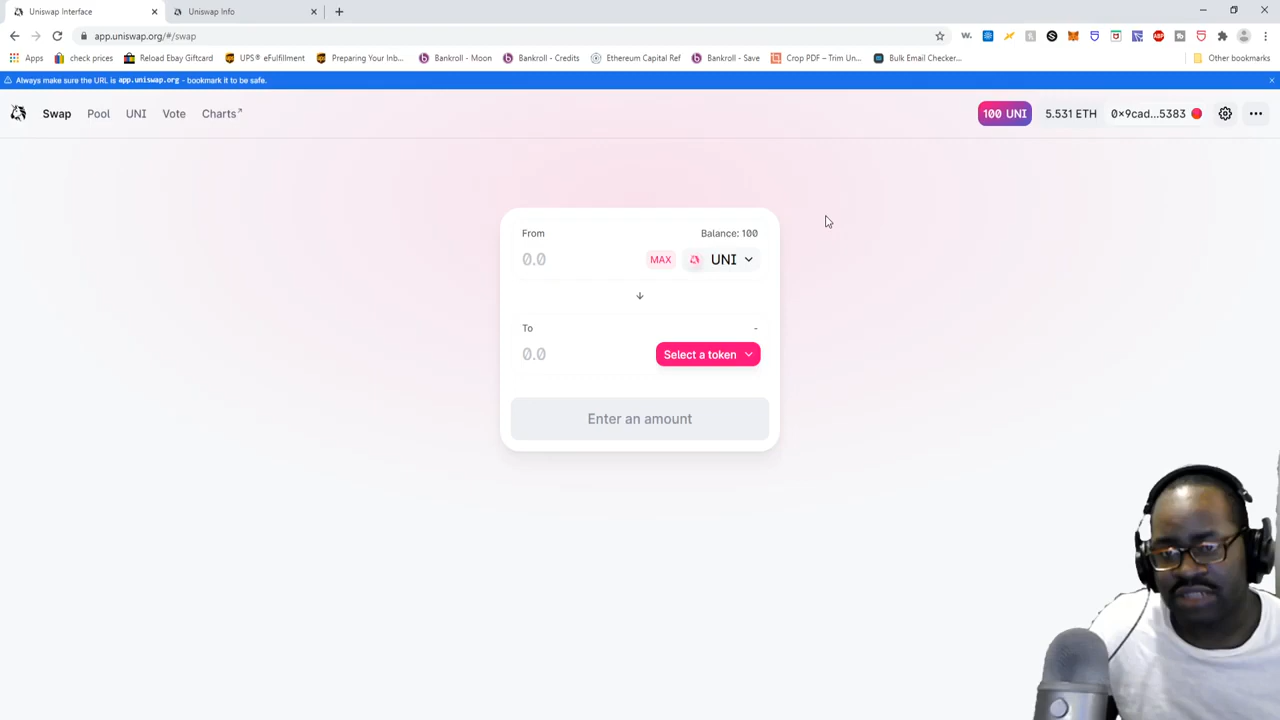 Uniswap Interface
Uniswap Info
app.uniswap.org/#/swap
Apps check prices Reload Ebay Giftcard UPS® eFulfillment Preparing Your Inb... Bankroll - Moon Bankroll - Credits Ethereum Capital Ref Bankroll - Save Crop PDF – Trim Un... Bulk Email Checker... Other bookmarks
Always make sure the URL is app.uniswap.org - bookmark it to be safe.
Swap Pool UNI Vote Charts↗ 100 UNI 5.531 ETH 0×9cad...5383
From Balance: 100
0.0 MAX UNI
To -
0.0 Select a token
Enter an amount